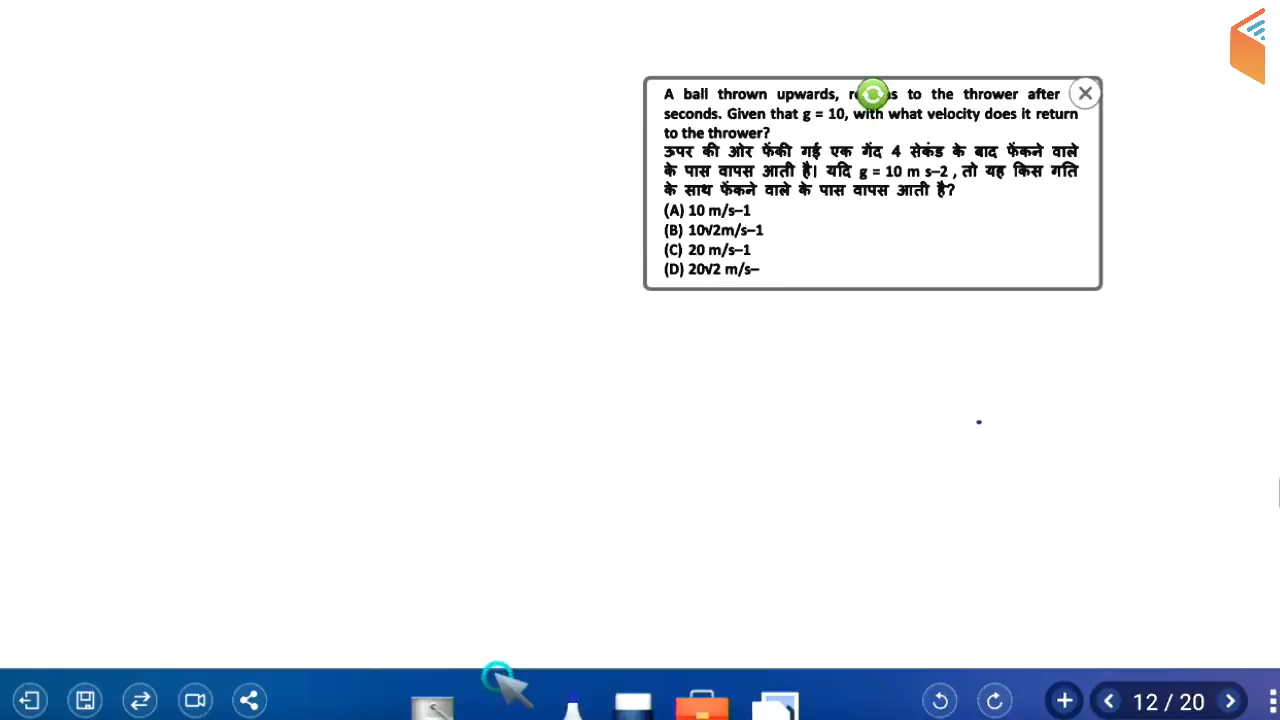 A ball thrown upwards, to the thrower after
seconds. Given that g = 10, with what velocity does it return
to the thrower?
ऊपर की ओर फेंकी गई एक गेंद 4 सेकंड के बाद फेंकने वाले
के पास वापस आती है। यदि g = 10 m s–2 , तो यह किस गति
के साथ फेंकने वाले के पास वापस आती है?
(A) 10 m/s–1
(B) 10√2m/s–1
(C) 20 m/s–1
(D) 20√2 m/s–
12 / 20